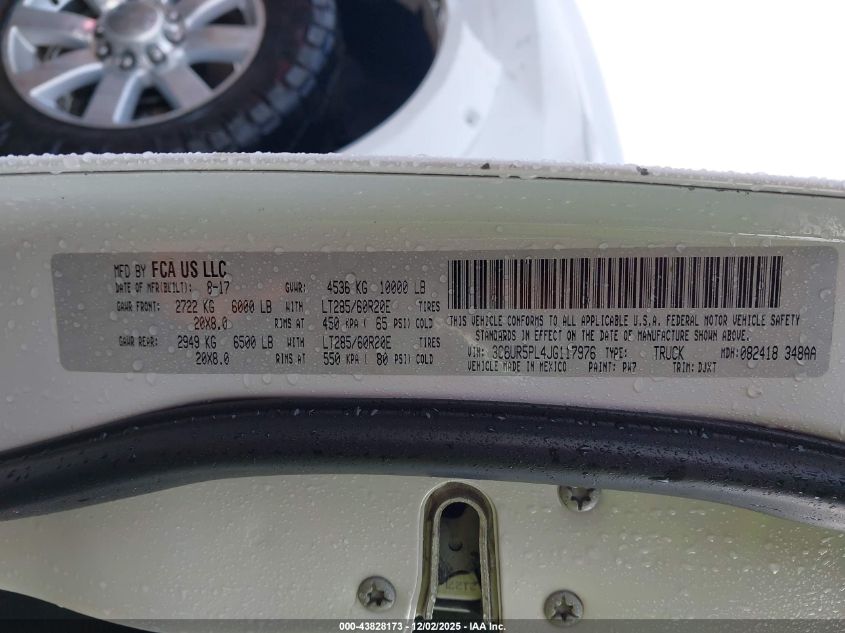 MFD BY FCA US LLC
DATE OF MFR(BUILT): 8-17 GVWR: 4536 KG 10000 LB
GAWR FRONT: 2722 KG 6000 LB WITH LT285/60R20E TIRES
20X8.0 RIMS AT 450 KPA ( 65 PSI) COLD
GAWR REAR: 2949 KG 6500 LB WITH LT285/60R20E TIRES
20X8.0 RIMS AT 550 KPA ( 80 PSI) COLD
THIS VEHICLE CONFORMS TO ALL APPLICABLE U.S.A. FEDERAL MOTOR VEHICLE SAFETY
STANDARDS IN EFFECT ON THE DATE OF MANUFACTURE SHOWN ABOVE.
VIN: 3C6UR5PL4JG117976 TYPE: TRUCK MDH: 082418 348AA
VEHICLE MADE IN MEXICO PAINT: PW7 TRIM: DJXT
000-43828173 - 12/02/2025 - IAA Inc.